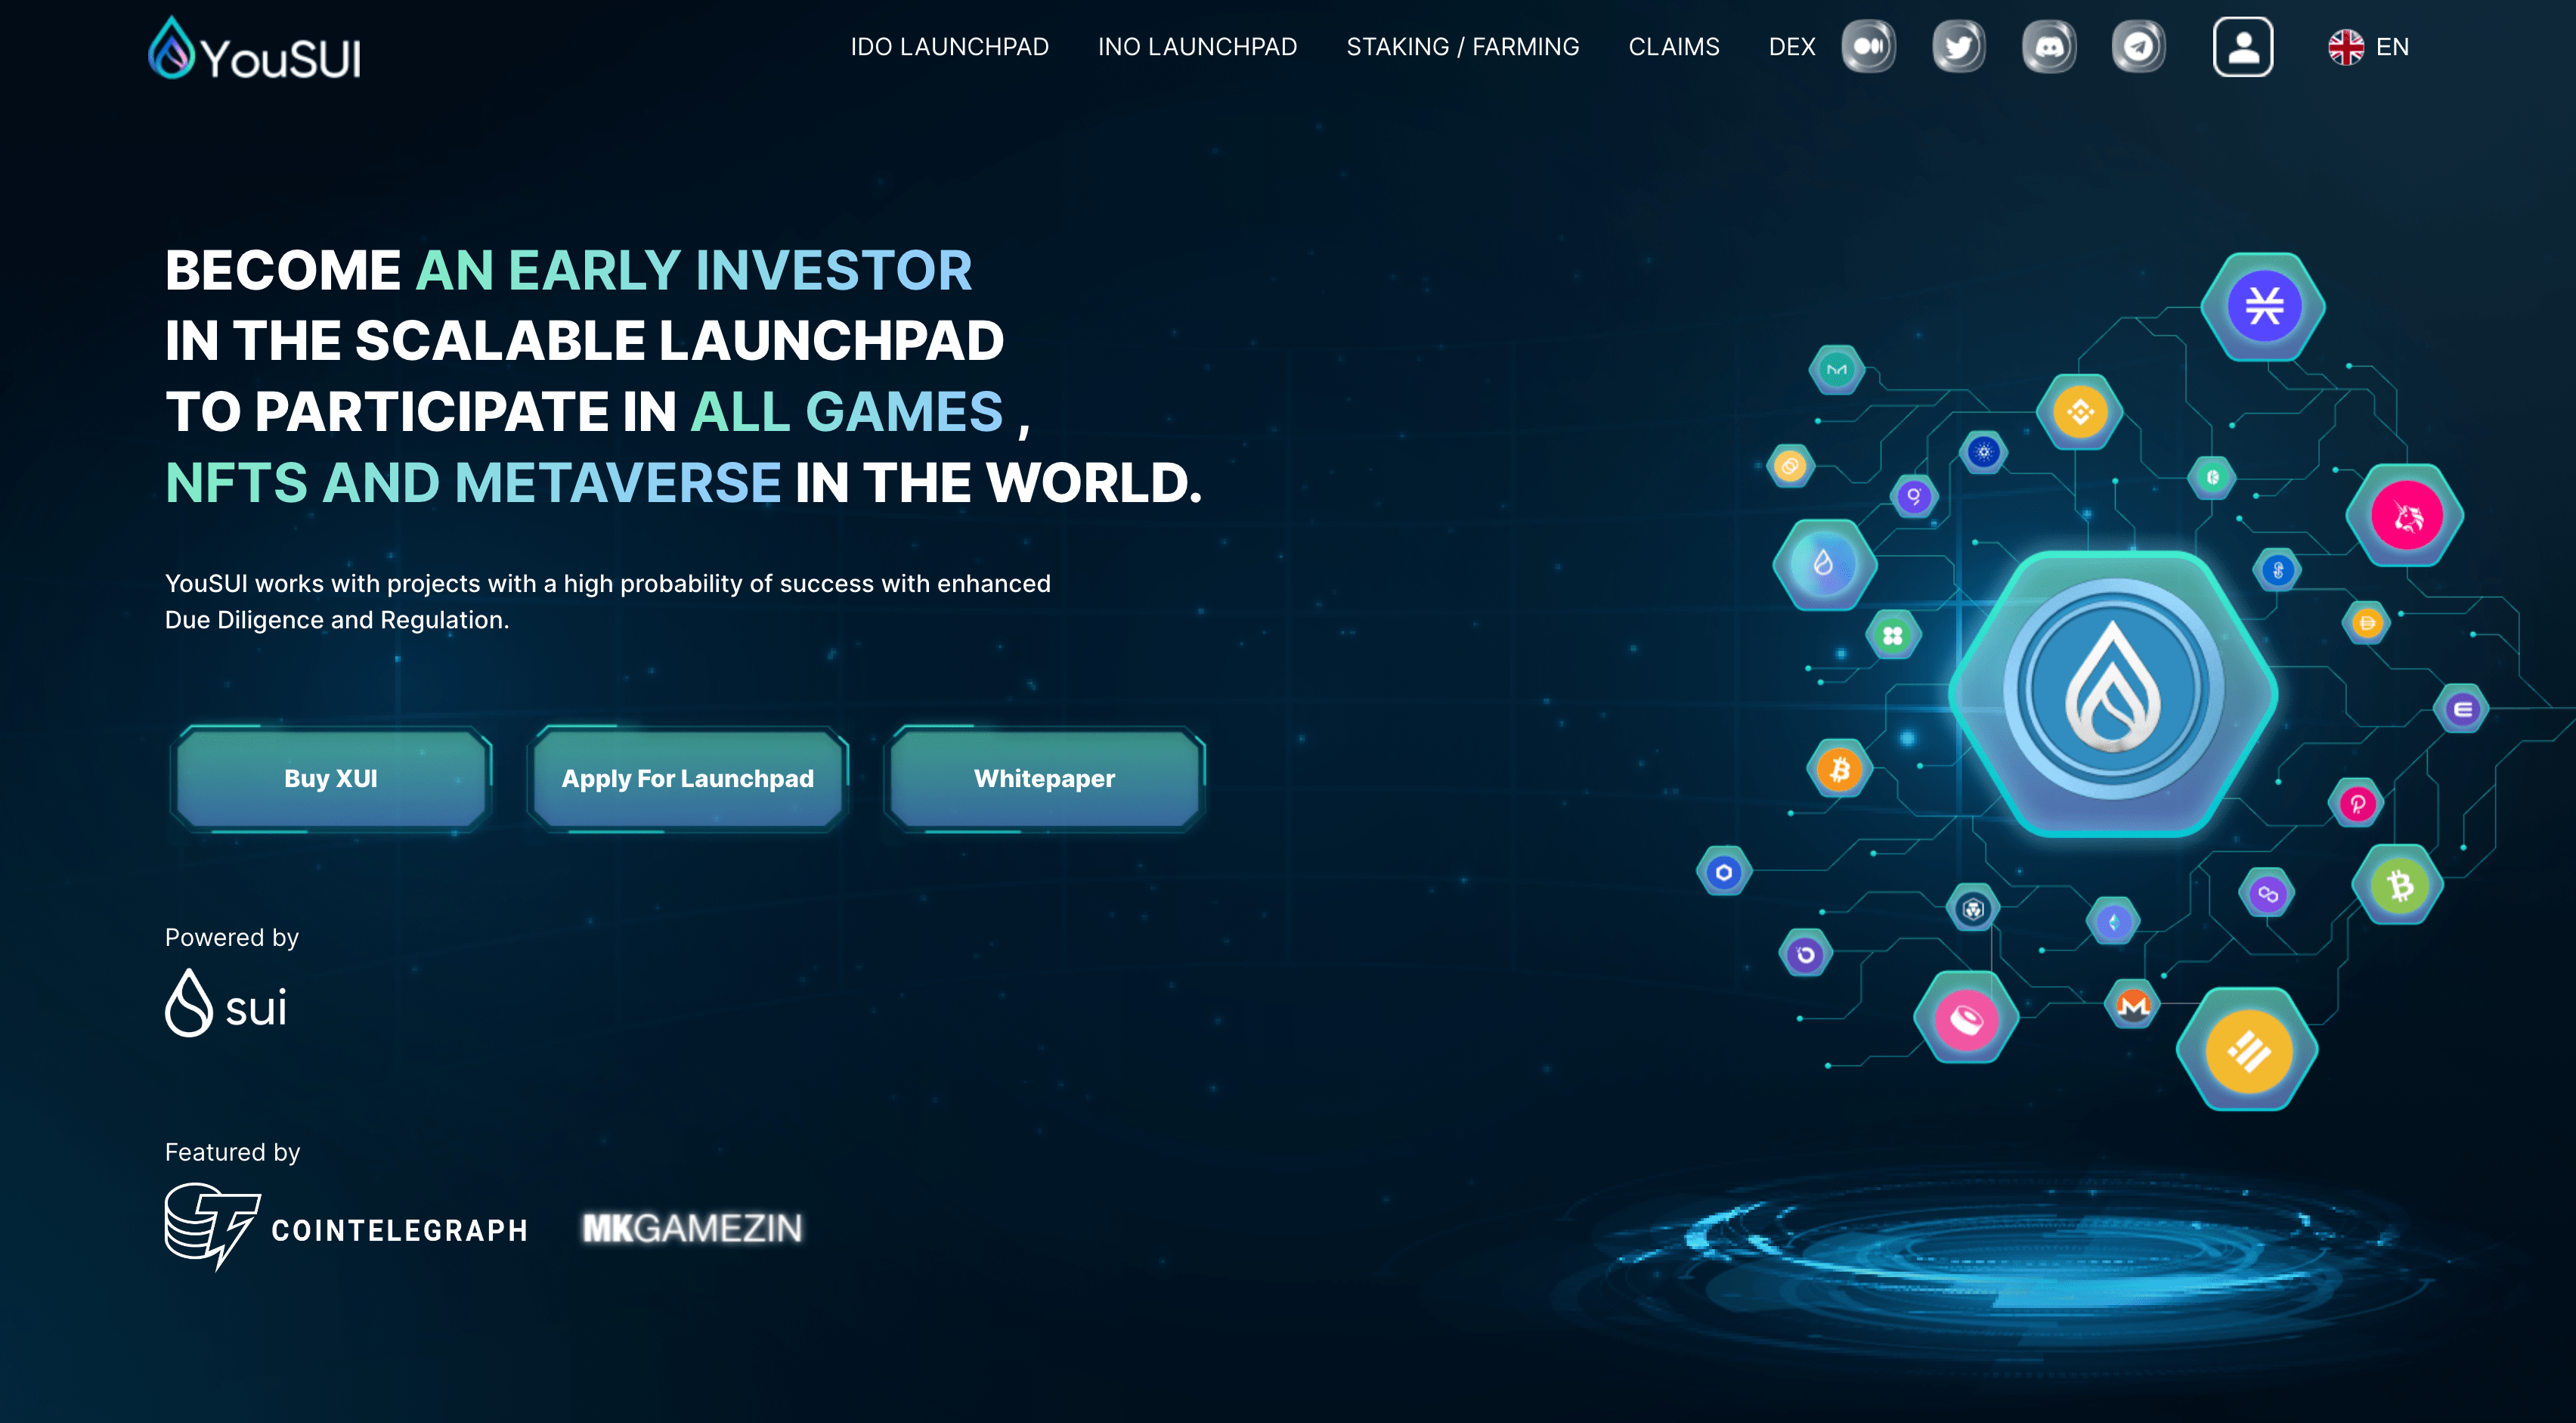 YouSUI
IDO LAUNCHPAD
INO LAUNCHPAD
STAKING / FARMING
CLAIMS
DEX
EN
BECOME AN EARLY INVESTOR
IN THE SCALABLE LAUNCHPAD
TO PARTICIPATE IN ALL GAMES ,
NFTS AND METAVERSE IN THE WORLD.
YouSUI works with projects with a high probability of success with enhanced
Due Diligence and Regulation.
Buy XUI
Apply For Launchpad
Whitepaper
Powered by
sui
Featured by
COINTELEGRAPH
MKGAMEZIN